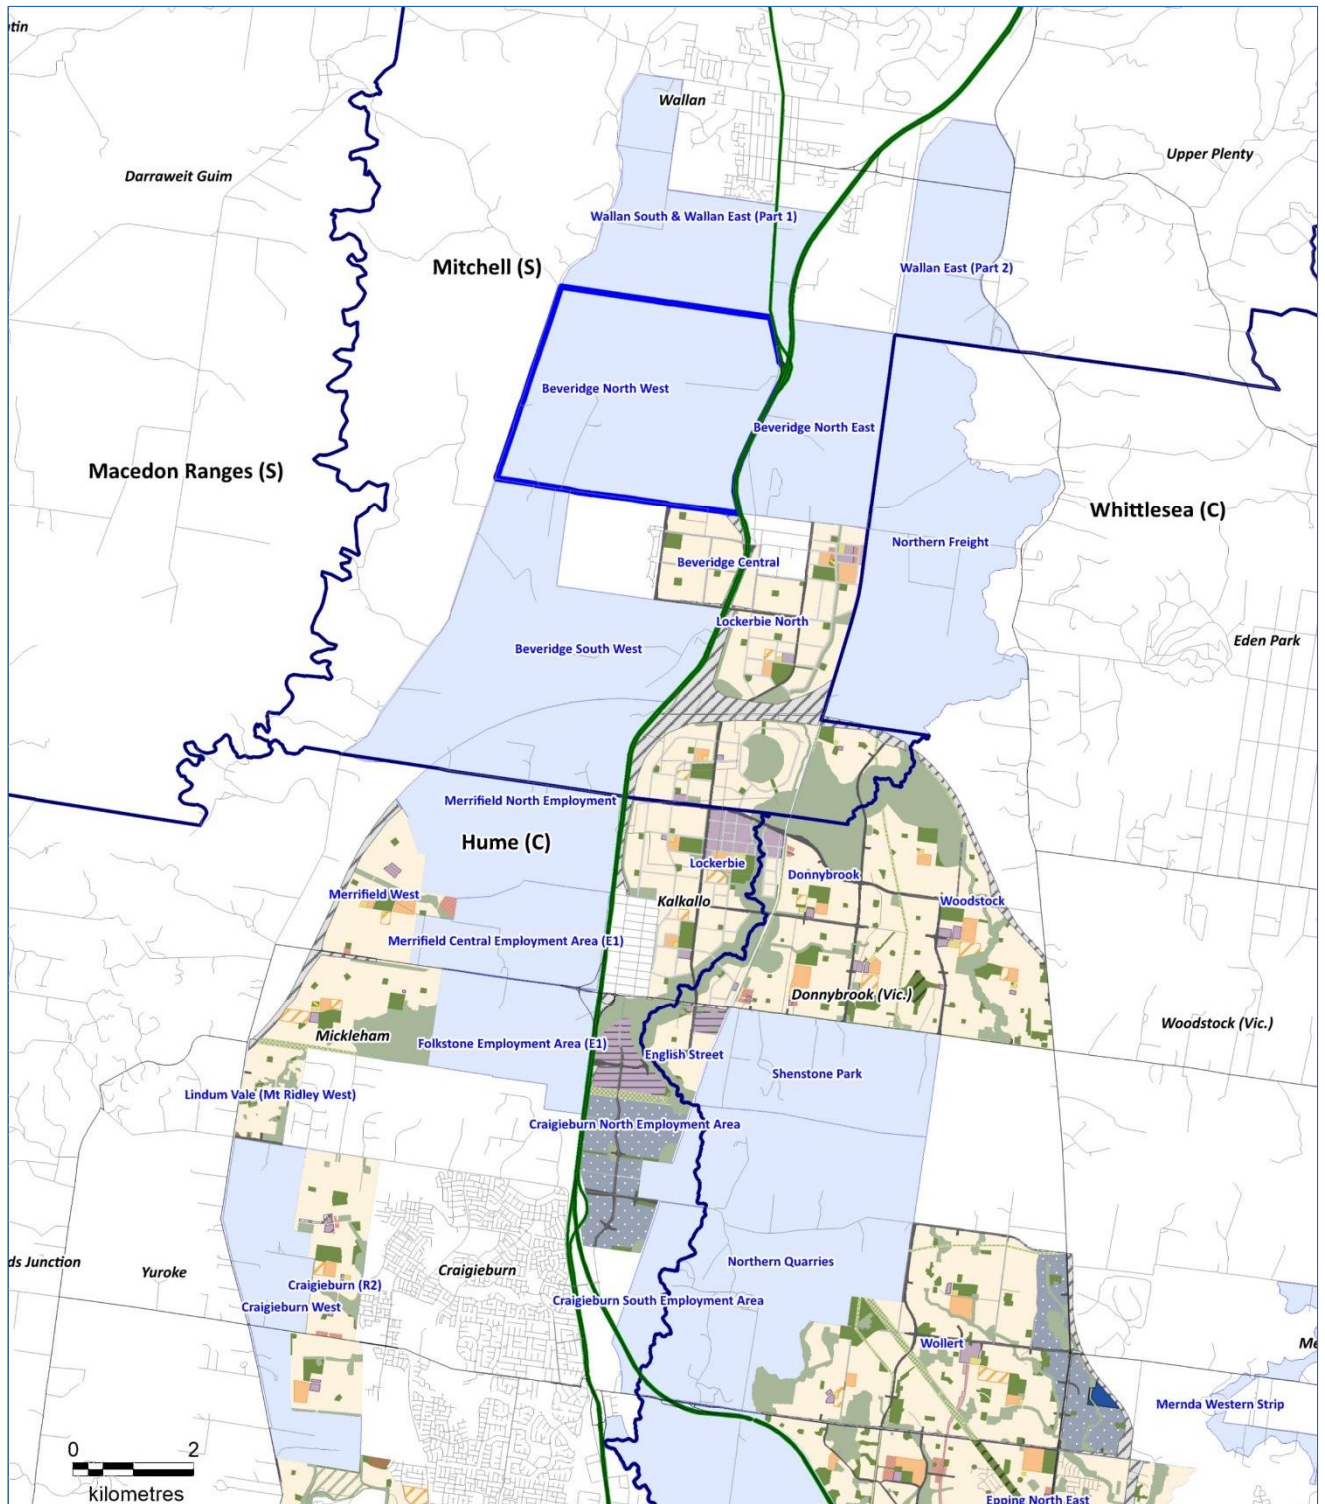 tin
Wallan
Upper Plenty
Darraweit Guim
Wallan South & Wallan East (Part 1)
Mitchell (S)
Wallan East (Part 2)
Beveridge North West
Beveridge North East
Macedon Ranges (S)
Whittlesea (C)
Northern Freight
Beveridge Central
Lockerbie North
Eden Park
Beveridge South West
Merrifield North Employment
Hume (C)
Lockerbie
Donnybrook
Merrifield West
Kalkallo
Woodstock
Merrifield Central Employment Area (E1)
Donnybrook (Vic.)
Woodstock (Vic.)
Mickleham
Folkstone Employment Area (E1)
English Street
Shenstone Park
Lindum Vale (Mt Ridley West)
Craigieburn North Employment Area
ds Junction
Yuroke
Craigieburn
Northern Quarries
Craigieburn (R2)
Craigieburn West
Craigieburn South Employment Area
Wollert
Me
Mernda Western Strip
0 2
kilometres
Epping North East